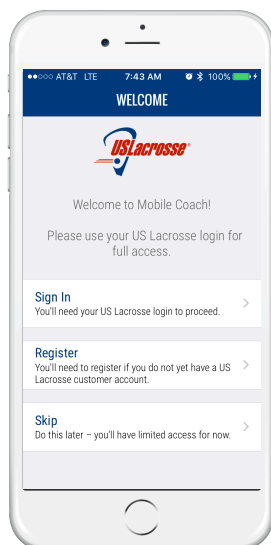 AT&T LTE 7:43 AM 100%
WELCOME
USLacrosse®
Welcome to Mobile Coach!
Please use your US Lacrosse login for
full access.
Sign In
You'll need your US Lacrosse login to proceed.
Register
You'll need to register if you do not yet have a US
Lacrosse customer account.
Skip
Do this later – you'll have limited access for now.